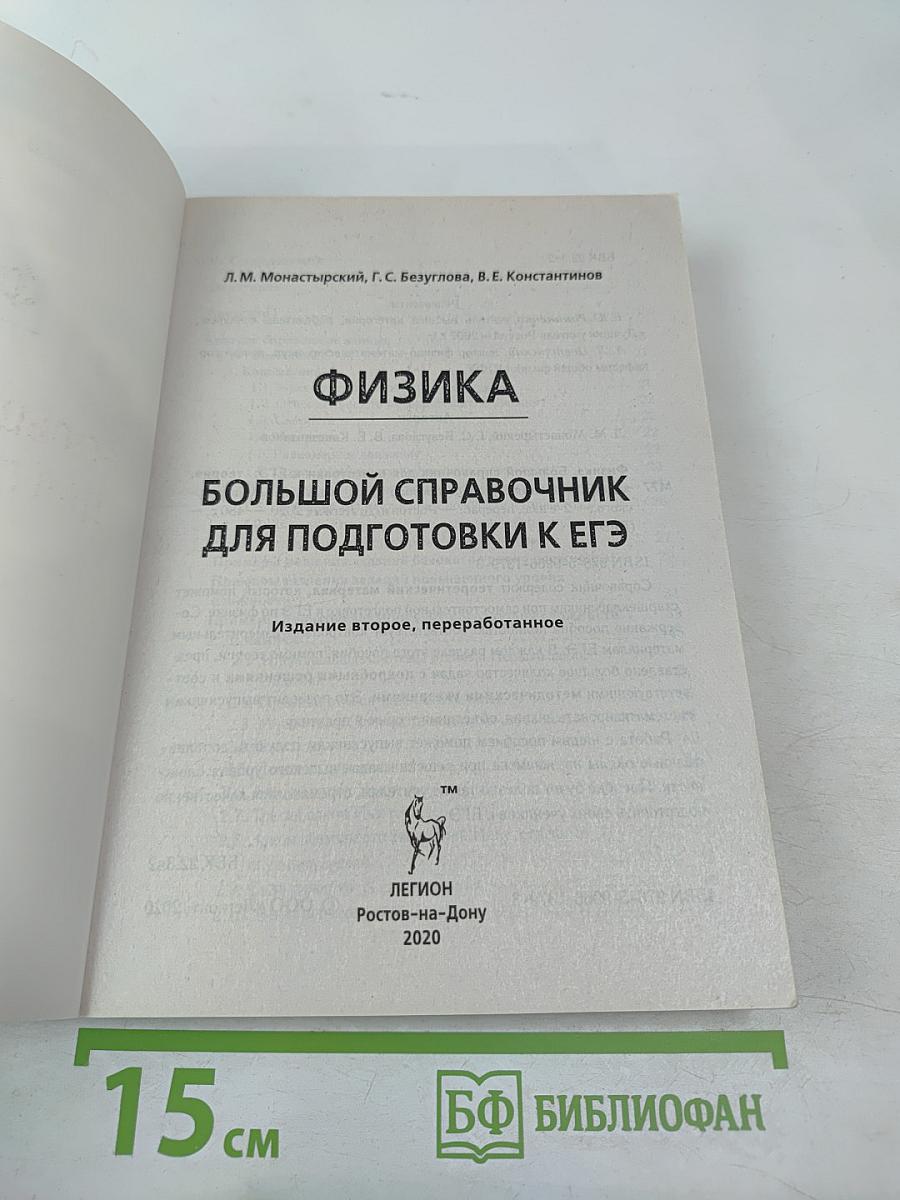 Л. М. Монастырский, Г. С. Безуглова, В. Е. Константинов
ФИЗИКА
БОЛЬШОЙ СПРАВОЧНИК
ДЛЯ ПОДГОТОВКИ К ЕГЭ
Издание второе, переработанное
TM
ЛЕГИОН
Ростов-на-Дону
2020
15 см
БФ БИБЛИОФАН